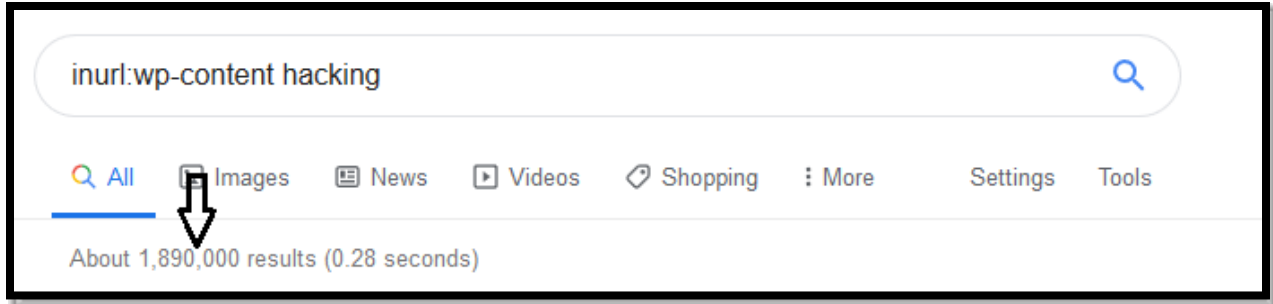 inurl:wp-content hacking
All Images News Videos Shopping More Settings Tools
About 1,890,000 results (0.28 seconds)